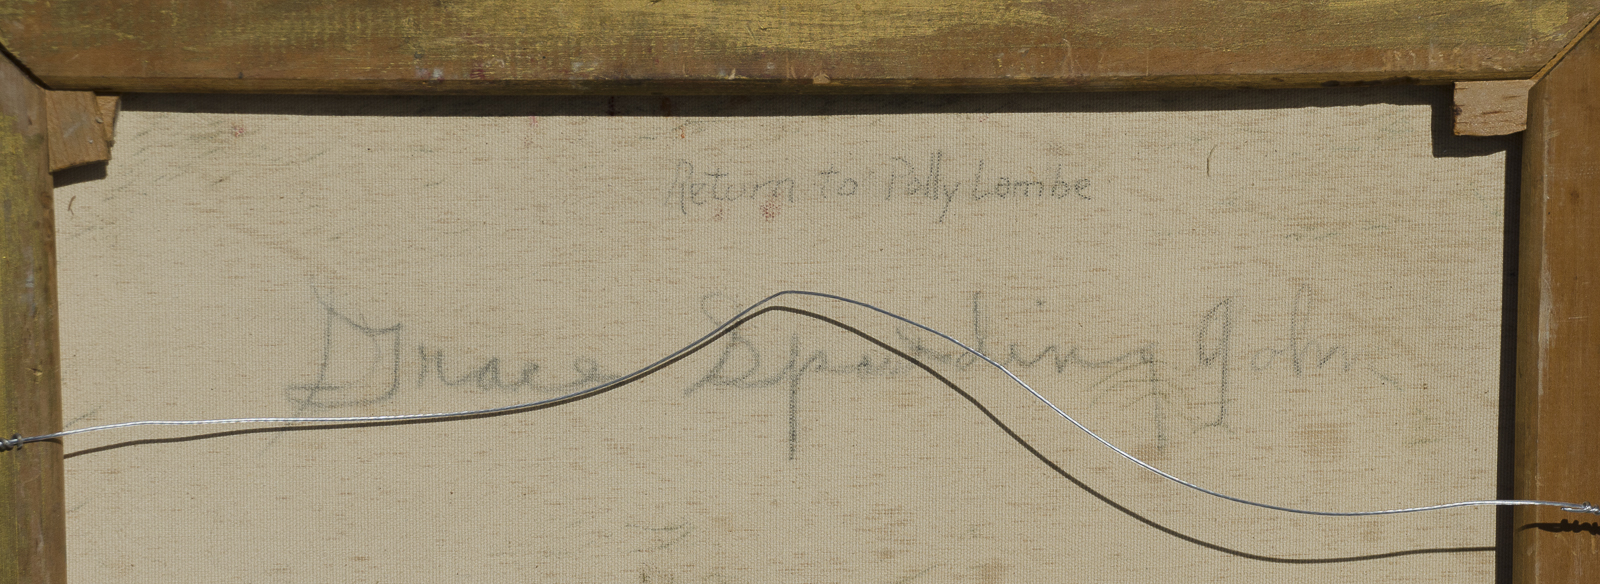 Return to Polly Lombe
Grace Spaulding John